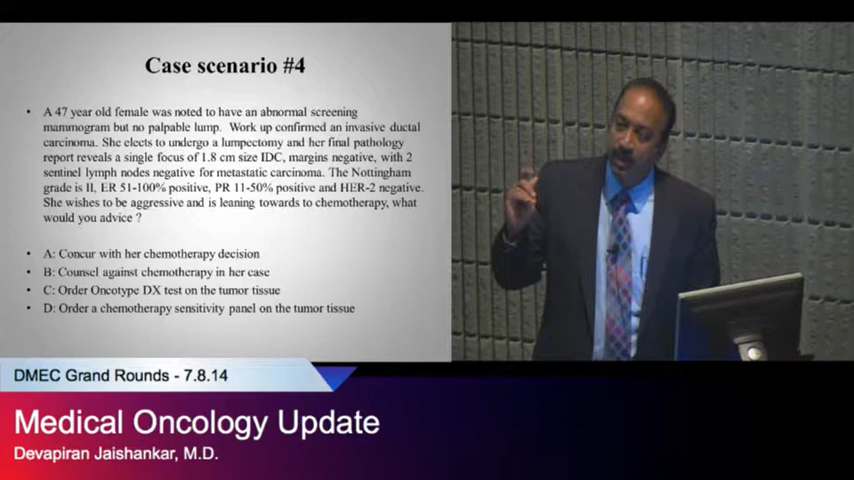 Case scenario #4
• A 47 year old female was noted to have an abnormal screening
mammogram but no palpable lump. Work up confirmed an invasive ductal
carcinoma. She elects to undergo a lumpectomy and her final pathology
report reveals a single focus of 1.8 cm size IDC, margins negative, with 2
sentinel lymph nodes negative for metastatic carcinoma. The Nottingham
grade is II, ER 51-100% positive, PR 11-50% positive and HER-2 negative.
She wishes to be aggressive and is leaning towards to chemotherapy, what
would you advice ?
• A: Concur with her chemotherapy decision
• B: Counsel against chemotherapy in her case
• C: Order Oncotype DX test on the tumor tissue
• D: Order a chemotherapy sensitivity panel on the tumor tissue
DMEC Grand Rounds - 7.8.14
Medical Oncology Update
Devapiran Jaishankar, M.D.